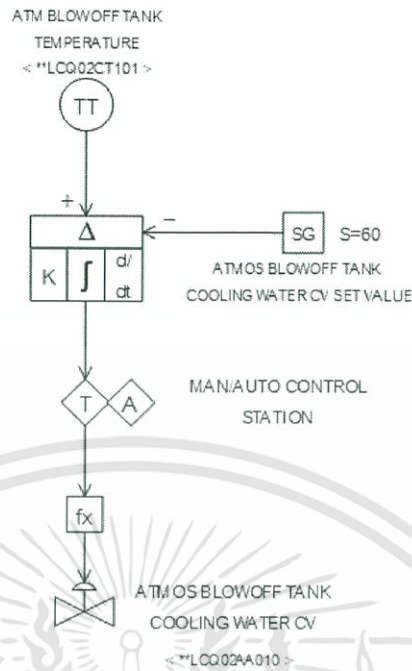 ATM BLOWOFF TANK
TEMPERATURE
< **LCQ02CT101 >
TT
+
−
Δ
SG S=60
K ∫ d/
dt
ATMOS BLOWOFF TANK
COOLING WATER CV SET VALUE
T A
MAN/AUTO CONTROL
STATION
fx
ATMOS BLOWOFF TANK
COOLING WATER CV
< **LCQ02AA010 >